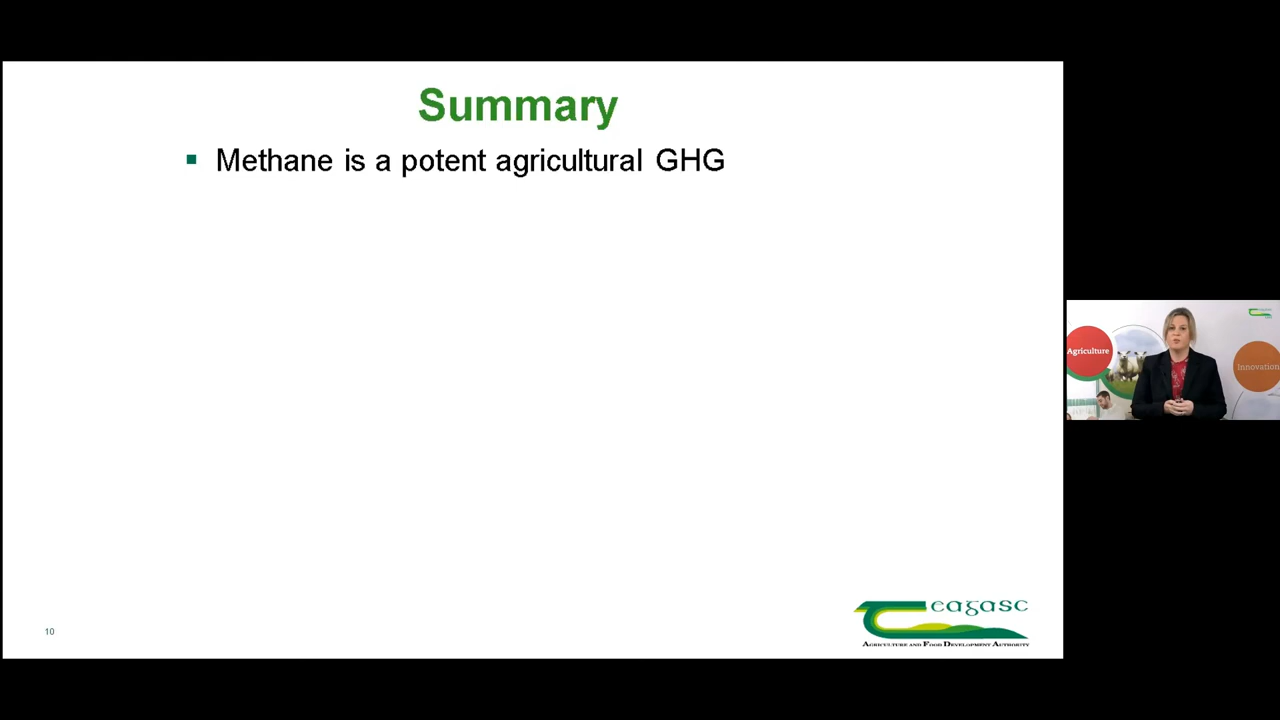 Summary
▪ Methane is a potent agricultural GHG
10
Teagasc
AGRICULTURE AND FOOD DEVELOPMENT AUTHORITY
Agriculture
Innovation